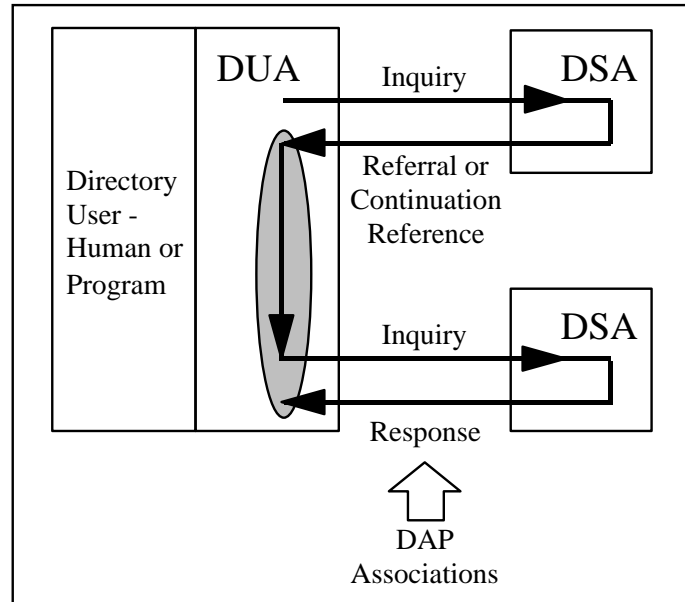 DUA
DSA
Inquiry
Referral or
Continuation
Reference
Directory
User -
Human or
Program
DSA
Inquiry
Response
DAP
Associations